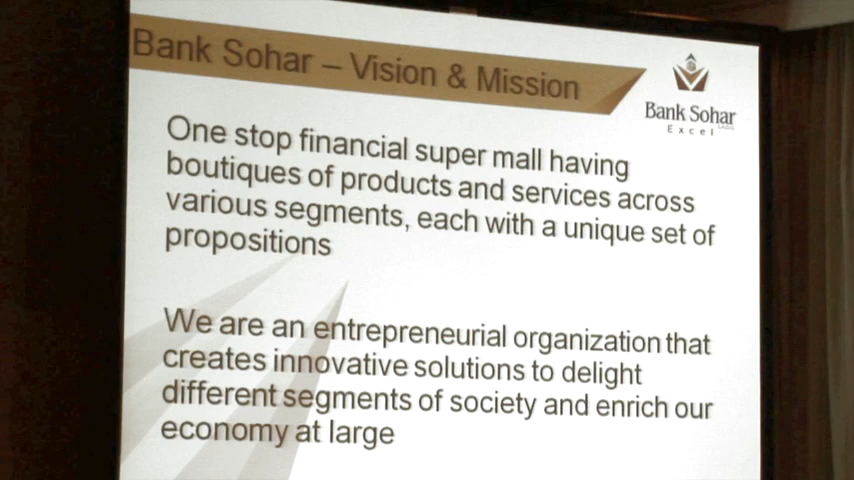 Bank Sohar – Vision & Mission
Bank Sohar
Excel
One stop financial super mall having
boutiques of products and services across
various segments, each with a unique set of
propositions
We are an entrepreneurial organization that
creates innovative solutions to delight
different segments of society and enrich our
economy at large